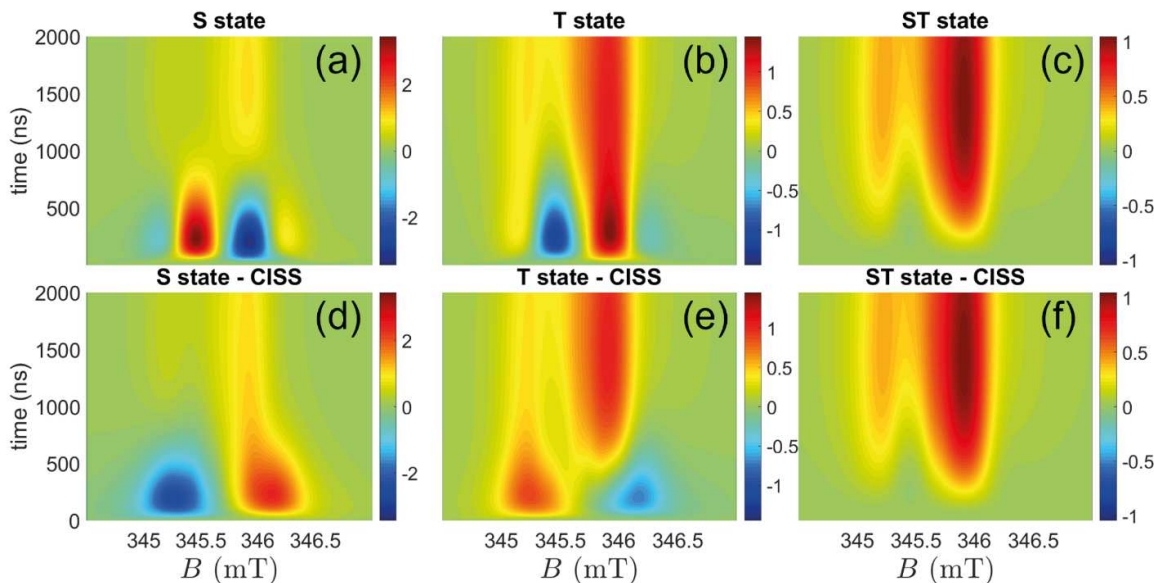 S state
T state
ST state
(a)
(b)
(c)
time (ns)
2000
1500
1000
500
2
0
-2
1
0.5
0
-0.5
-1
1
0.5
0
-0.5
-1
S state - CISS
T state - CISS
ST state - CISS
(d)
(e)
(f)
time (ns)
2000
1500
1000
500
0
2
0
-2
1
0.5
0
-0.5
-1
1
0.5
0
-0.5
-1
345 345.5 346 346.5
345 345.5 346 346.5
345 345.5 346 346.5
B (mT)
B (mT)
B (mT)